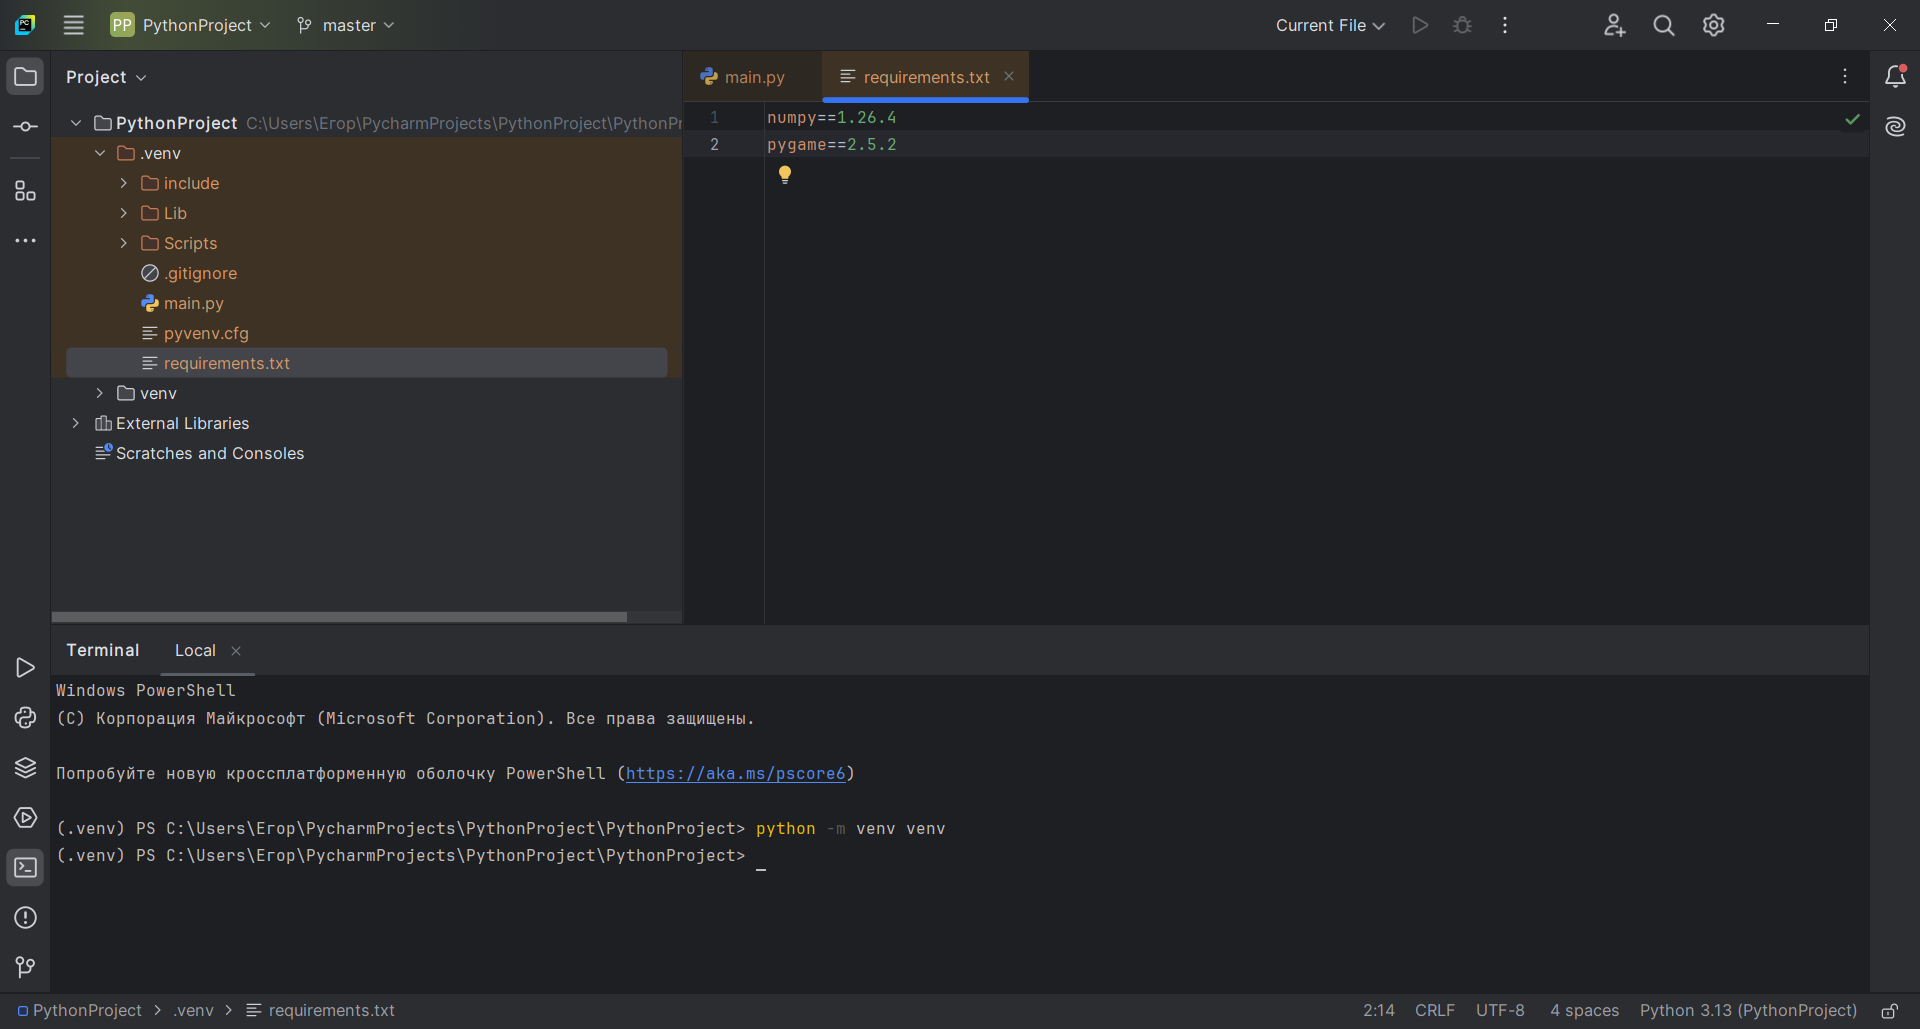 PC
PP PythonProject master Current File
Project
main.py
requirements.txt
PythonProject C:\Users\Егор\PycharmProjects\PythonProject\PythonPr
.venv
include
Lib
Scripts
.gitignore
main.py
pyvenv.cfg
requirements.txt
venv
External Libraries
Scratches and Consoles
1 numpy==1.26.4
2 pygame==2.5.2
Terminal Local
Windows PowerShell
(C) Корпорация Майкрософт (Microsoft Corporation). Все права защищены.
Попробуйте новую кроссплатформенную оболочку PowerShell (https://aka.ms/pscore6)
(.venv) PS C:\Users\Егор\PycharmProjects\PythonProject\PythonProject> python -m venv venv
(.venv) PS C:\Users\Егор\PycharmProjects\PythonProject\PythonProject>
PythonProject > .venv > requirements.txt 2:14 CRLF UTF-8 4 spaces Python 3.13 (PythonProject)